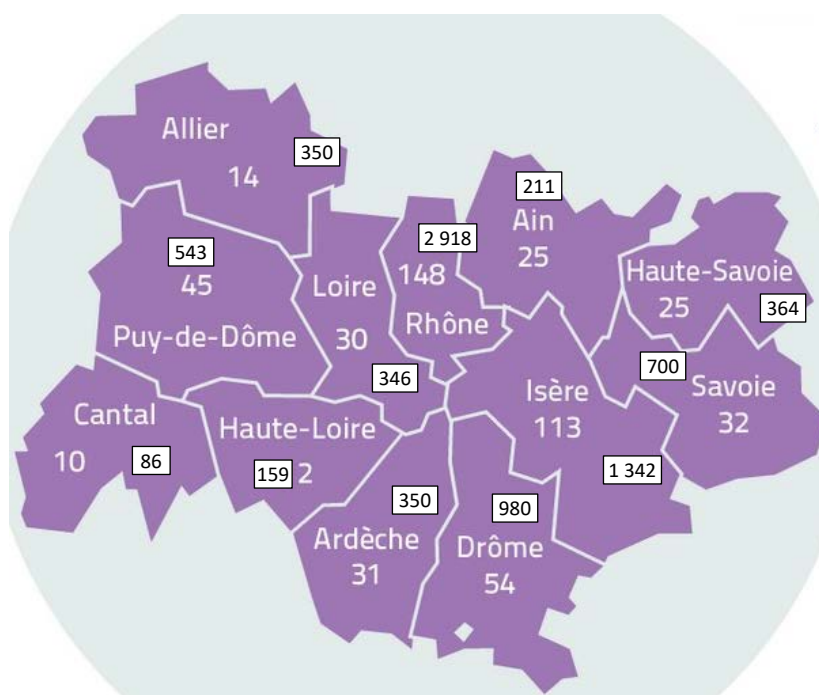 Allier
350
14
211
Ain
25
2 918
148
Rhône
543
45
Puy-de-Dôme
Loire
30
346
Haute-Savoie
25
364
700
Savoie
32
Isère
113
1 342
Cantal
10
86
Haute-Loire
159
2
350
Ardèche
31
980
Drôme
54